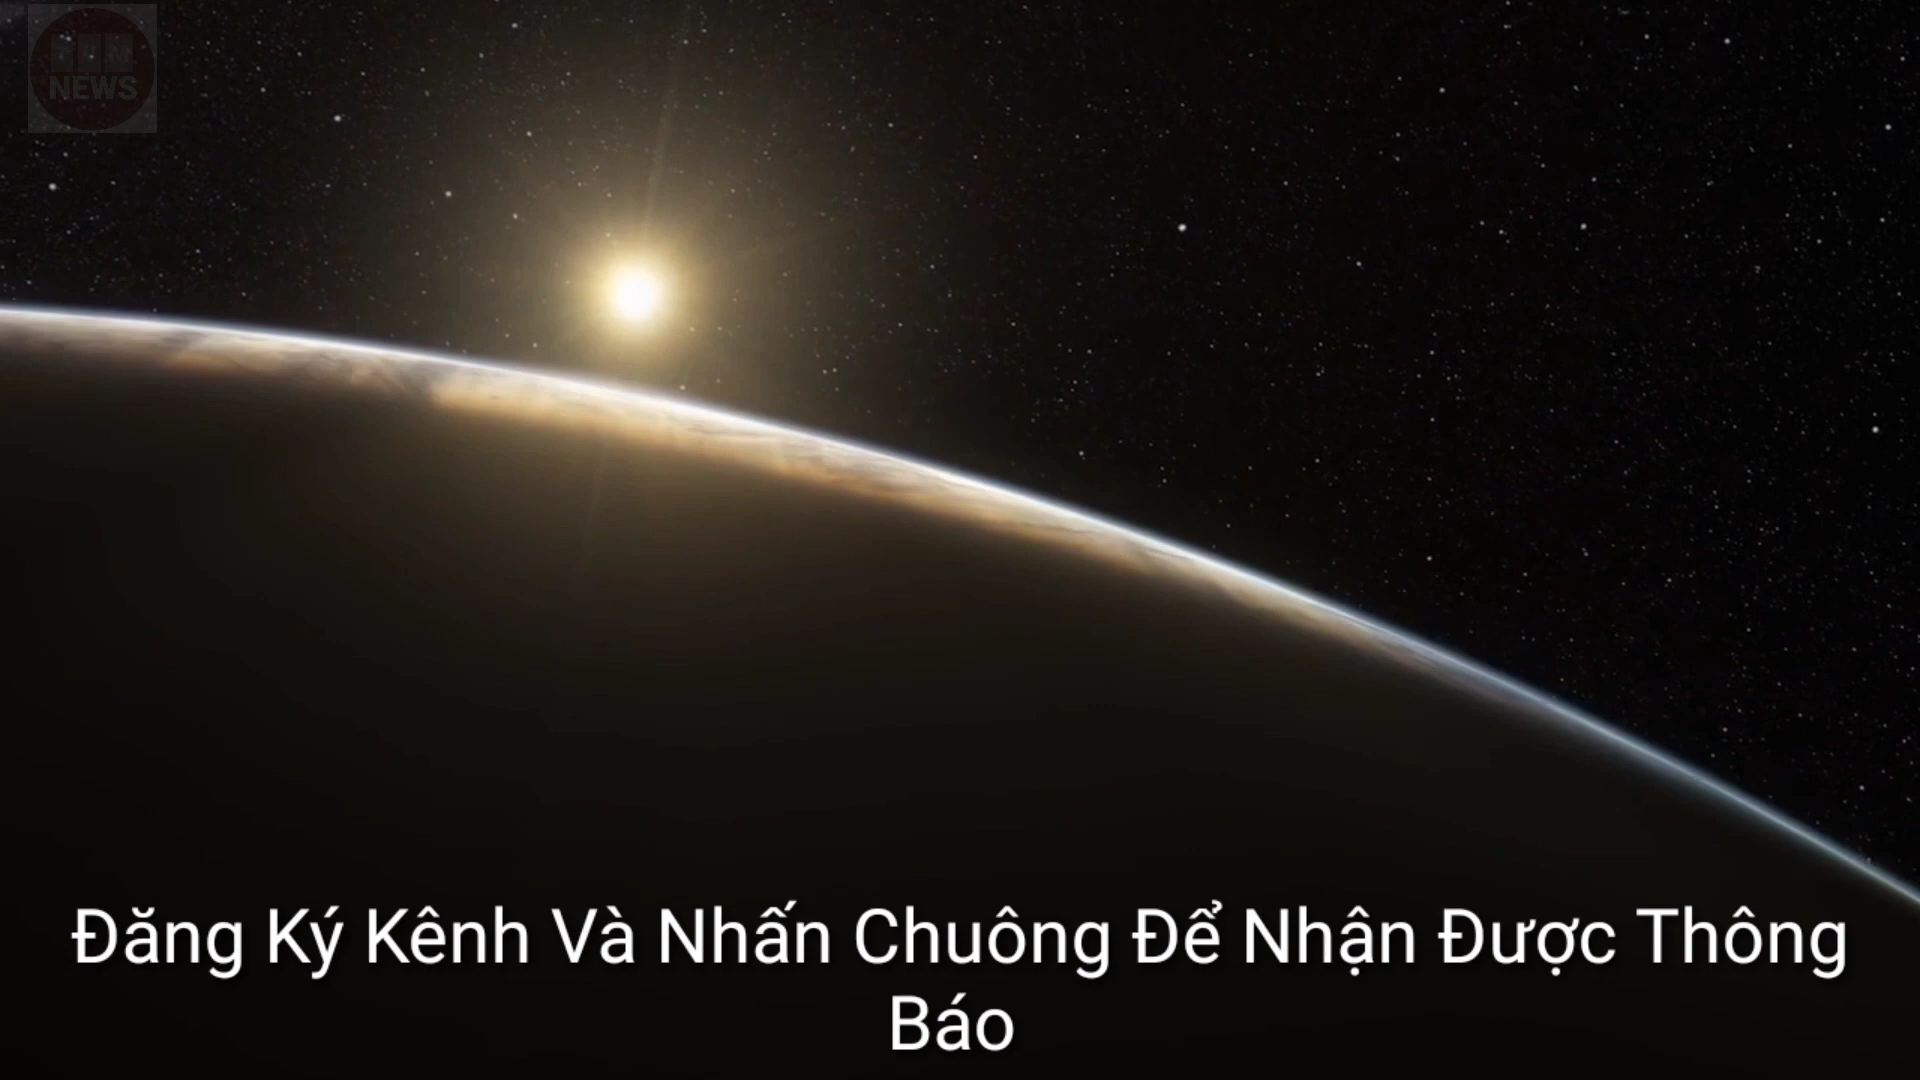 NEWS
Đăng Ký Kênh Và Nhấn Chuông Để Nhận Được Thông
Báo